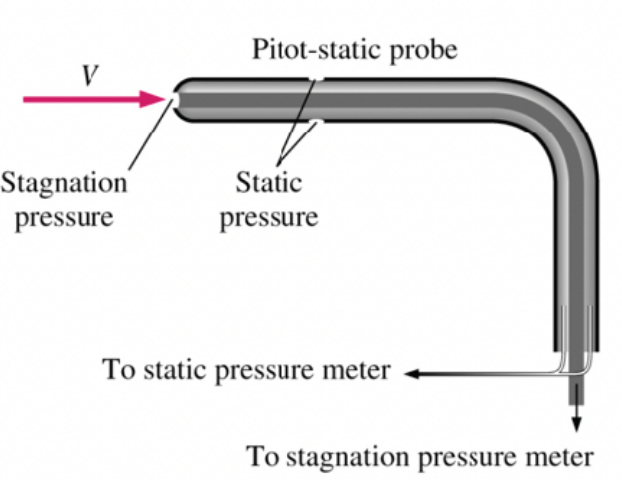 Pitot-static probe
V
Stagnation
pressure
Static
pressure
To static pressure meter
To stagnation pressure meter